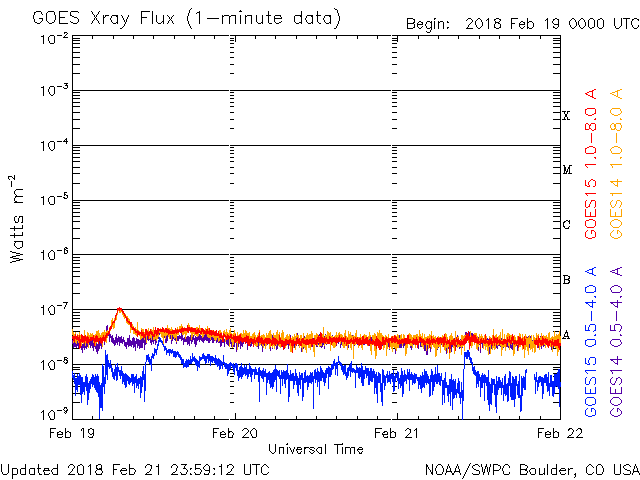 GOES Xray Flux (1-minute data)
Begin: 2018 Feb 19 0000 UTC
10⁻²
10⁻³
10⁻⁴
10⁻⁵
10⁻⁶
10⁻⁷
10⁻⁸
10⁻⁹
Watts m⁻²
X
M
C
B
A
GOES15 1.0-8.0 A
GOES14 1.0-8.0 A
GOES15 0.5-4.0 A
GOES14 0.5-4.0 A
Feb 19
Feb 20
Feb 21
Feb 22
Universal Time
Updated 2018 Feb 21 23:59:12 UTC
NOAA/SWPC Boulder, CO USA